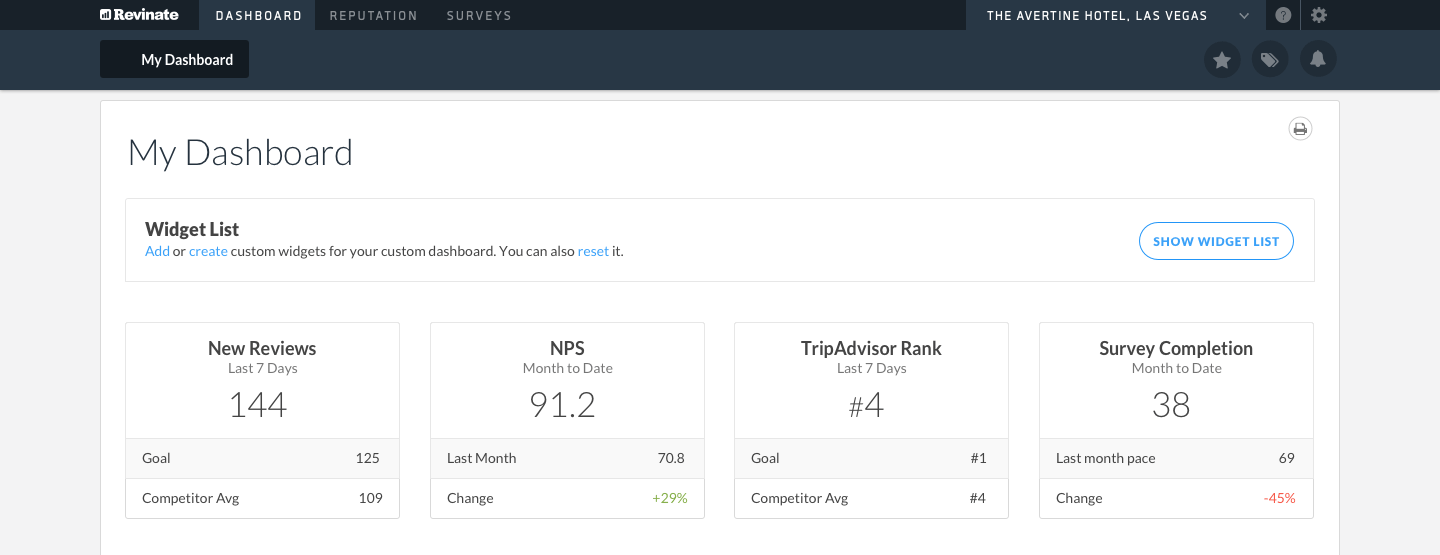 Revinate DASHBOARD REPUTATION SURVEYS THE AVERTINE HOTEL, LAS VEGAS ?
My Dashboard
My Dashboard
Widget List
Add or create custom widgets for your custom dashboard. You can also reset it.
SHOW WIDGET LIST
New Reviews
Last 7 Days
144
Goal 125
Competitor Avg 109
NPS
Month to Date
91.2
Last Month 70.8
Change +29%
TripAdvisor Rank
Last 7 Days
#4
Goal #1
Competitor Avg #4
Survey Completion
Month to Date
38
Last month pace 69
Change -45%